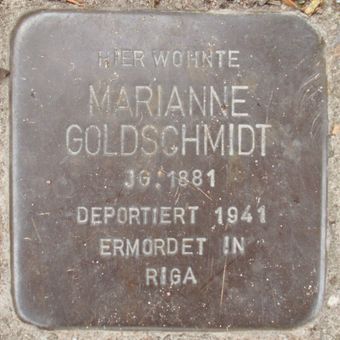 HIER WOHNTE
MARIANNE
GOLDSCHMIDT
JG. 1881
DEPORTIERT 1941
ERMORDET IN
RIGA